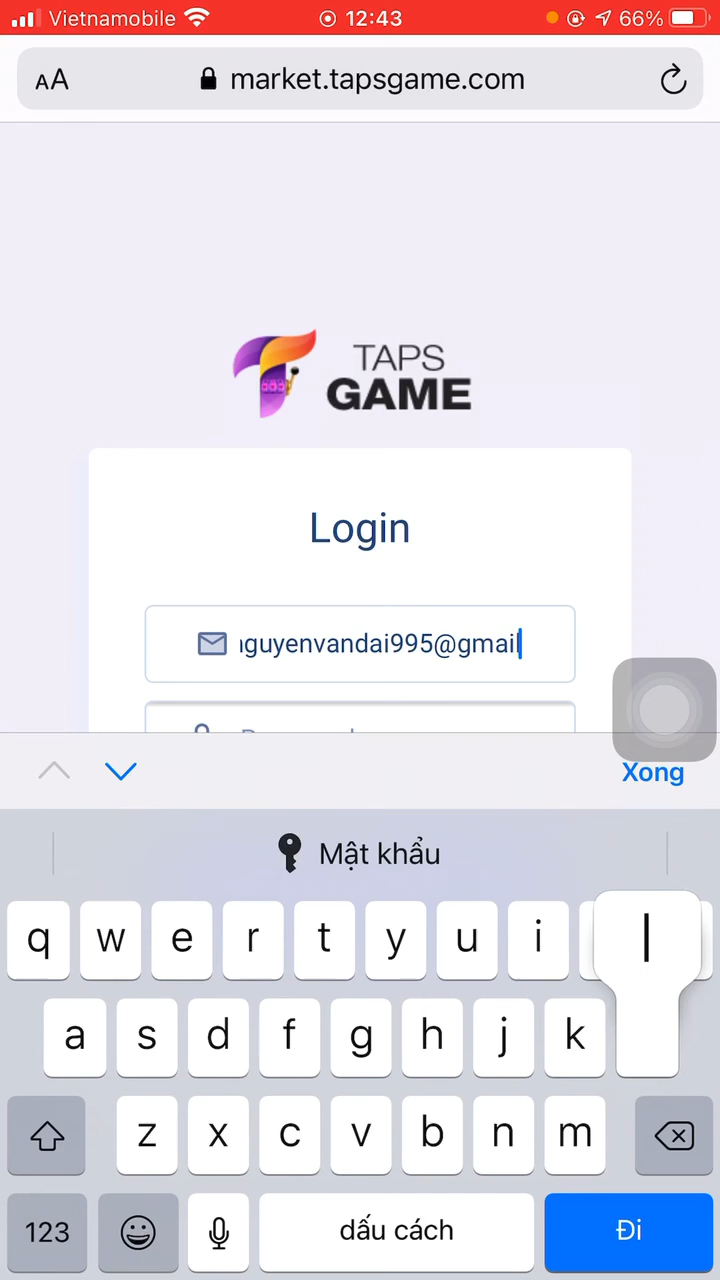 Vietnamobile 12:43 66%
AA market.tapsgame.com
TAPS
GAME
Login
nguyenvandai995@gmail
Xong
Mật khẩu
q w e r t y u i l
a s d f g h j k
z x c v b n m
123 dấu cách Đi